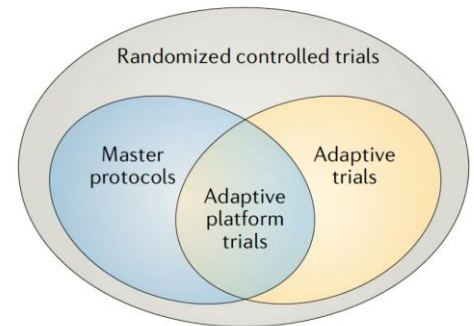 Randomized controlled trials
Master
protocols
Adaptive
platform
trials
Adaptive
trials